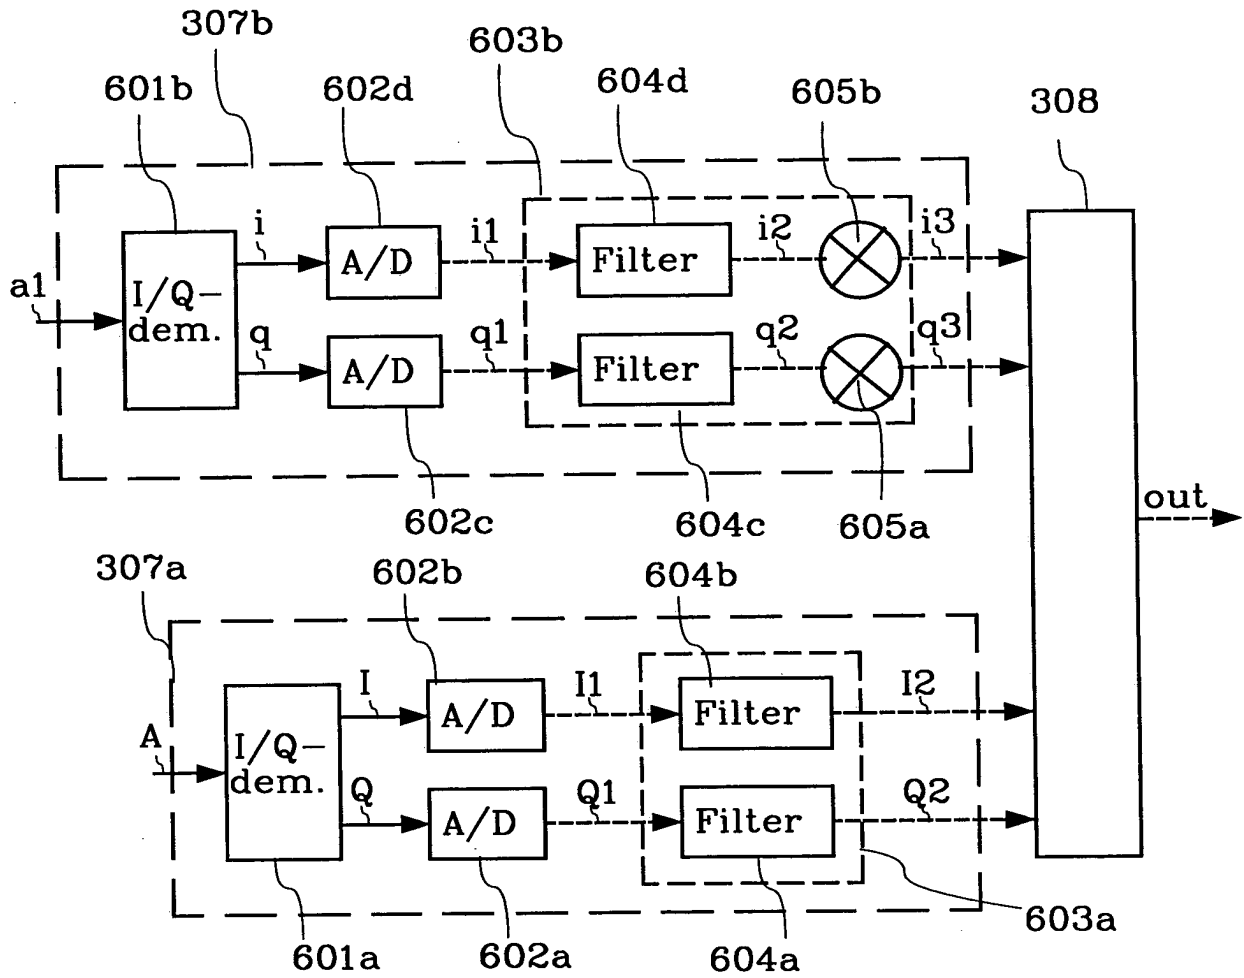 307b
603b
601b
602d
604d
605b
308
i
i1
i2
i3
a1
I/Q-
dem.
A/D
Filter
q
q1
q2
q3
A/D
Filter
602c
604c
605a
out
307a
602b
604b
I
I1
I2
A
I/Q-
dem.
A/D
Filter
Q
Q1
Q2
A/D
Filter
603a
601a
602a
604a